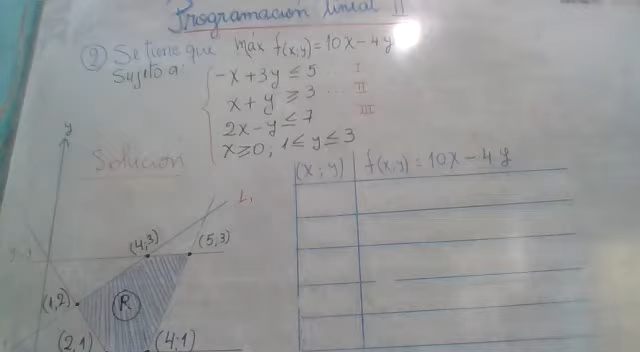 Programación linial II
② Se tiene que máx f(x;y) = 10x - 4y
Sujeto a:
-x + 3y ≤ 5 ... I
x + y ≥ 3 ... II
2x - y ≤ 7 III
x ≥ 0 ; 1 ≤ y ≤ 3
Solución
(x ; y) f(x;y) = 10x - 4y
y
L₁
(4,3) (5,3)
(1,2) R
(2,1) (4;1)